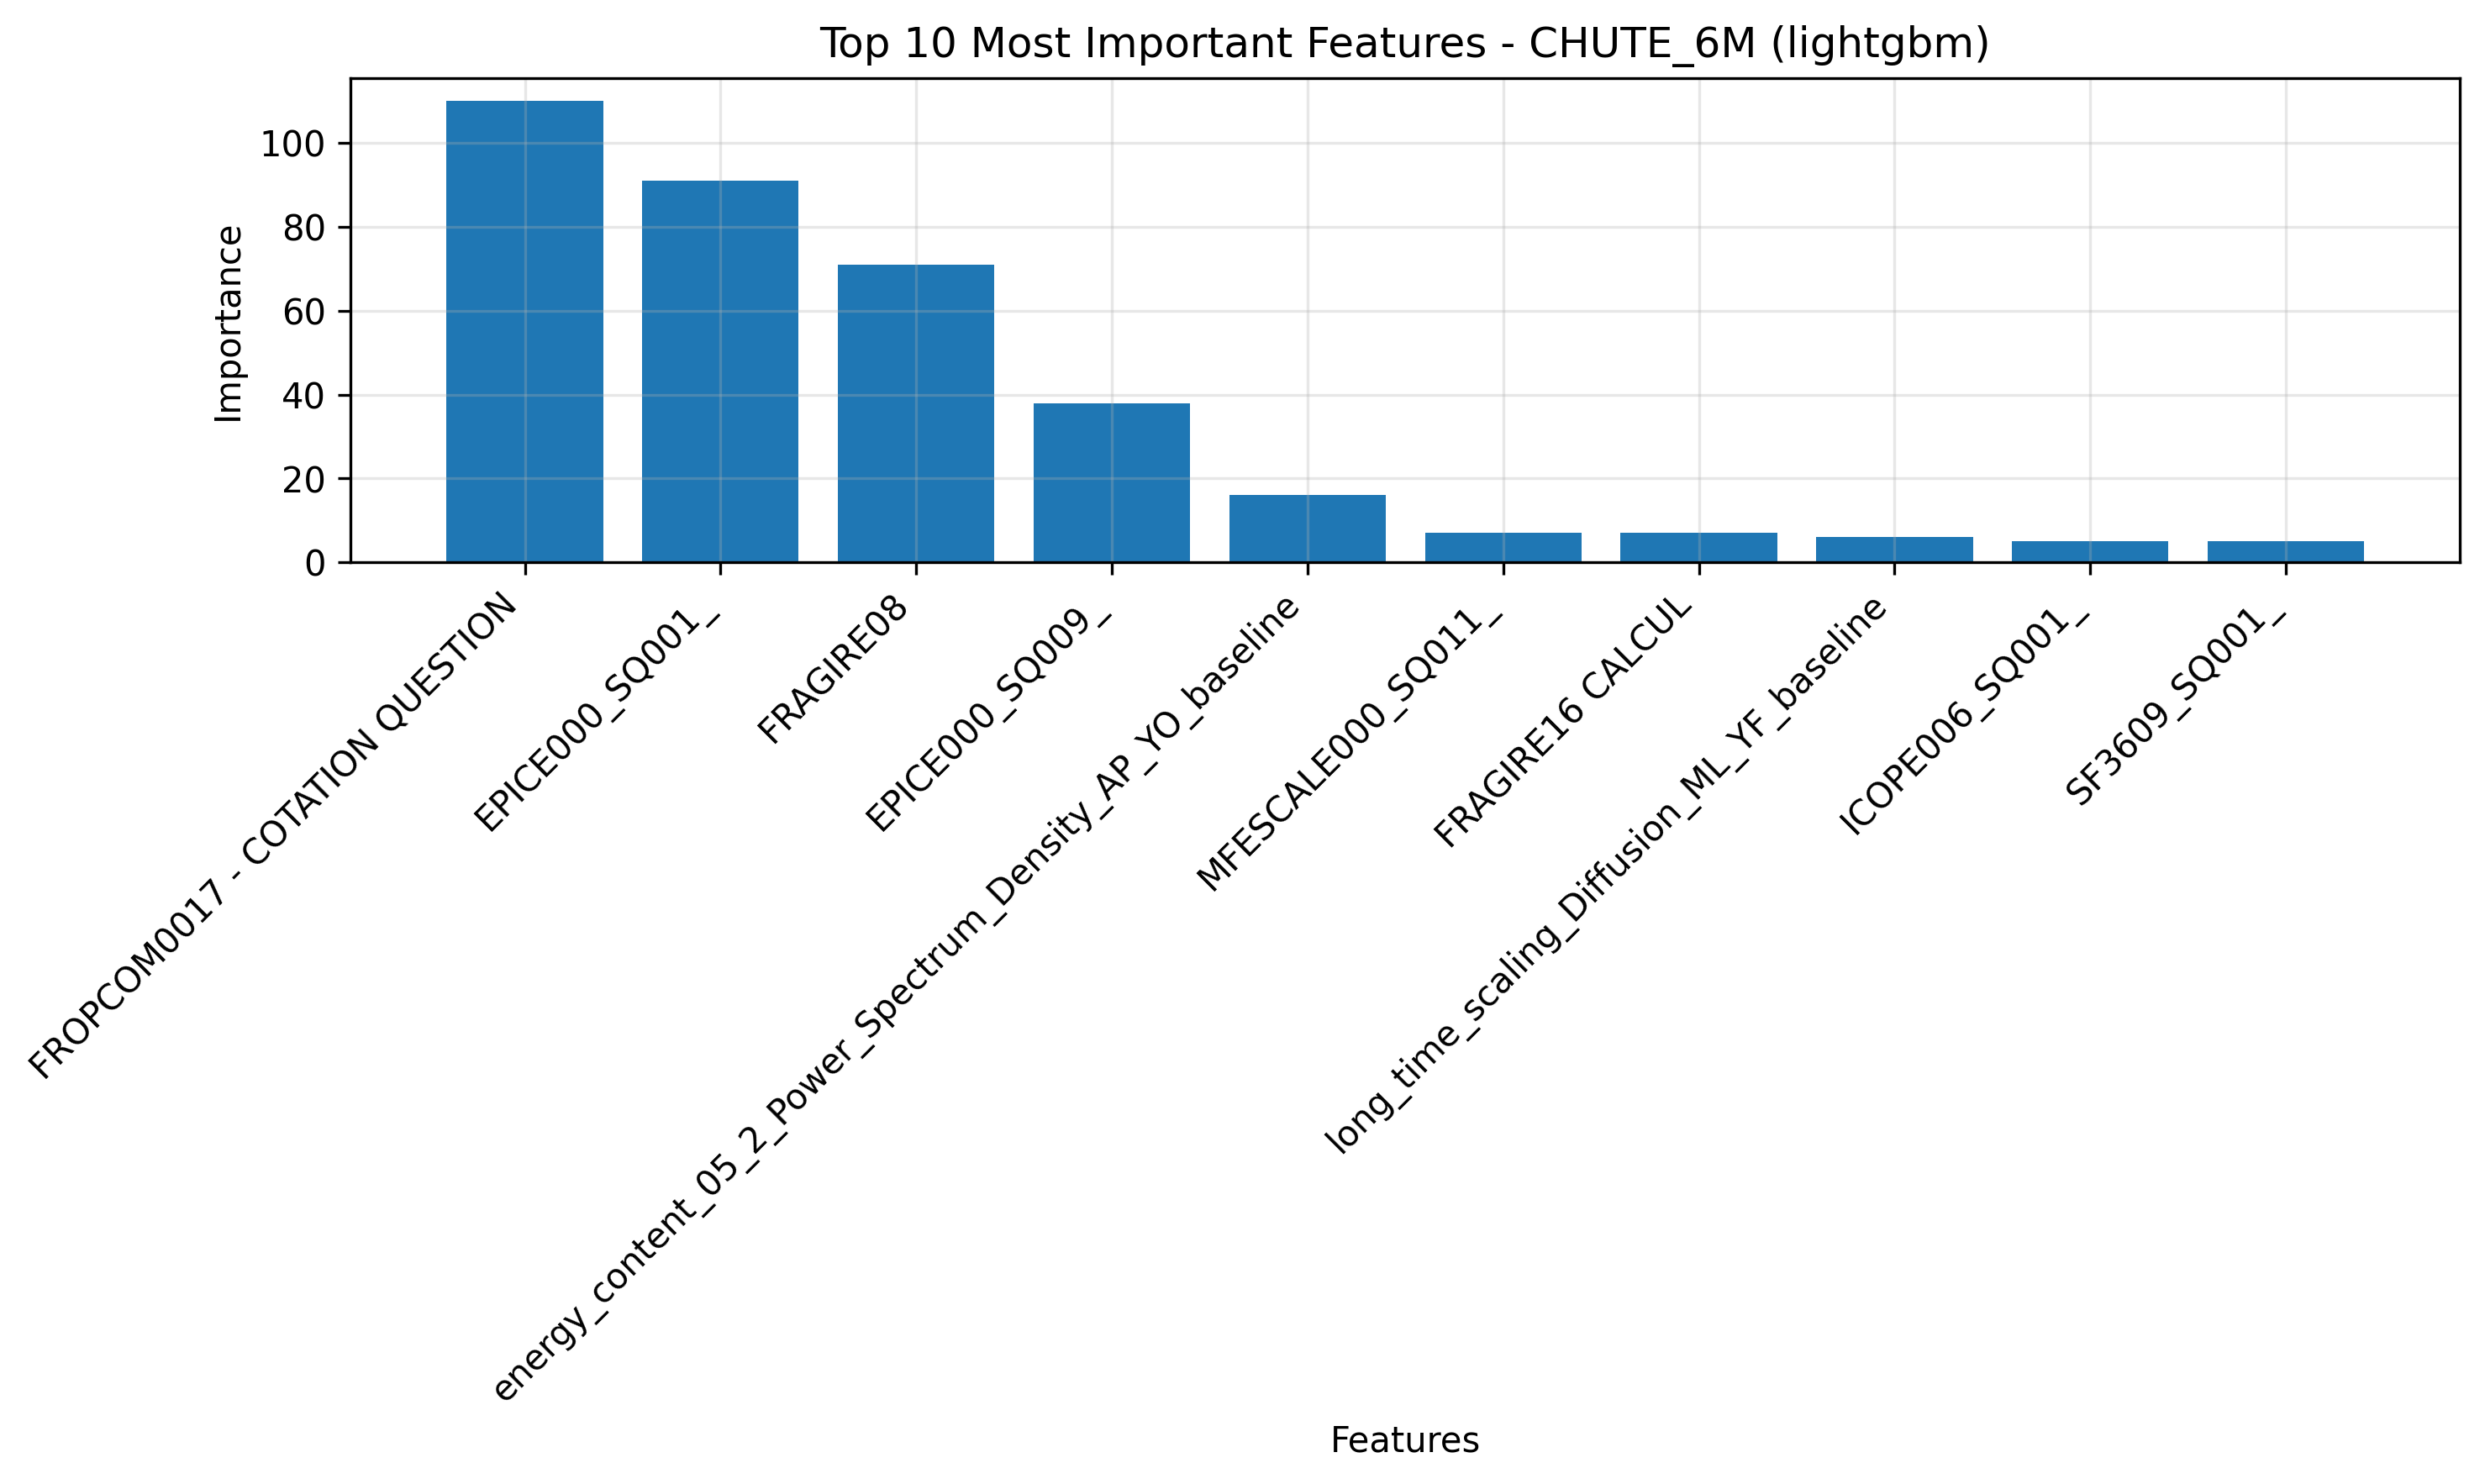 Top 10 Most Important Features - CHUTE_6M (lightgbm)
Importance
100
80
60
40
20
0
FROPCOM0017 - COTATION QUESTION
EPICE000_SQ001_
FRAGIRE08
EPICE000_SQ009_
energy_content_05_2_Power_Spectrum_Density_AP_YO_baseline
MFESCALE000_SQ011_
FRAGIRE16 CALCUL
long_time_scaling_Diffusion_ML_YF_baseline
ICOPE006_SQ001_
SF3609_SQ001_
Features